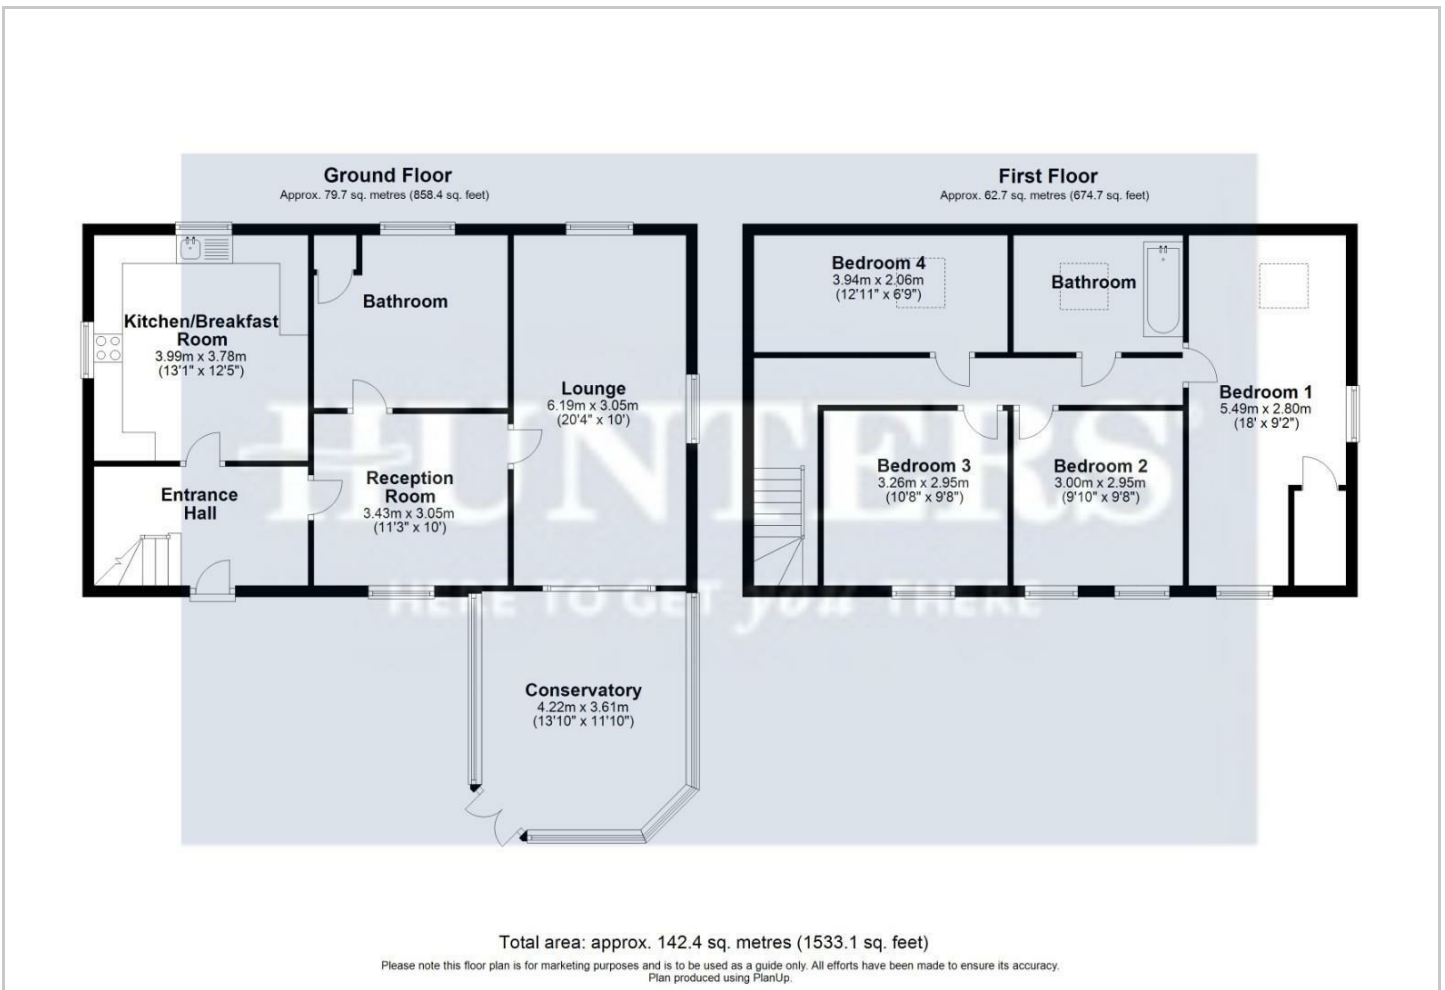 Ground Floor
Approx. 79.7 sq. metres (858.4 sq. feet)
First Floor
Approx. 62.7 sq. metres (674.7 sq. feet)
Kitchen/Breakfast
Room
3.99m x 3.78m
(13'1" x 12'5")
Bathroom
Lounge
6.19m x 3.05m
(20'4" x 10')
Entrance
Hall
Reception
Room
3.43m x 3.05m
(11'3" x 10')
Conservatory
4.22m x 3.61m
(13'10" x 11'10")
Bedroom 4
3.94m x 2.06m
(12'11" x 6'9")
Bathroom
Bedroom 1
5.49m x 2.80m
(18' x 9'2")
Bedroom 3
3.26m x 2.95m
(10'8" x 9'8")
Bedroom 2
3.00m x 2.95m
(9'10" x 9'8")
HUNTERS®
HERE TO GET you THERE
Total area: approx. 142.4 sq. metres (1533.1 sq. feet)
Please note this floor plan is for marketing purposes and is to be used as a guide only. All efforts have been made to ensure its accuracy.
Plan produced using PlanUp.